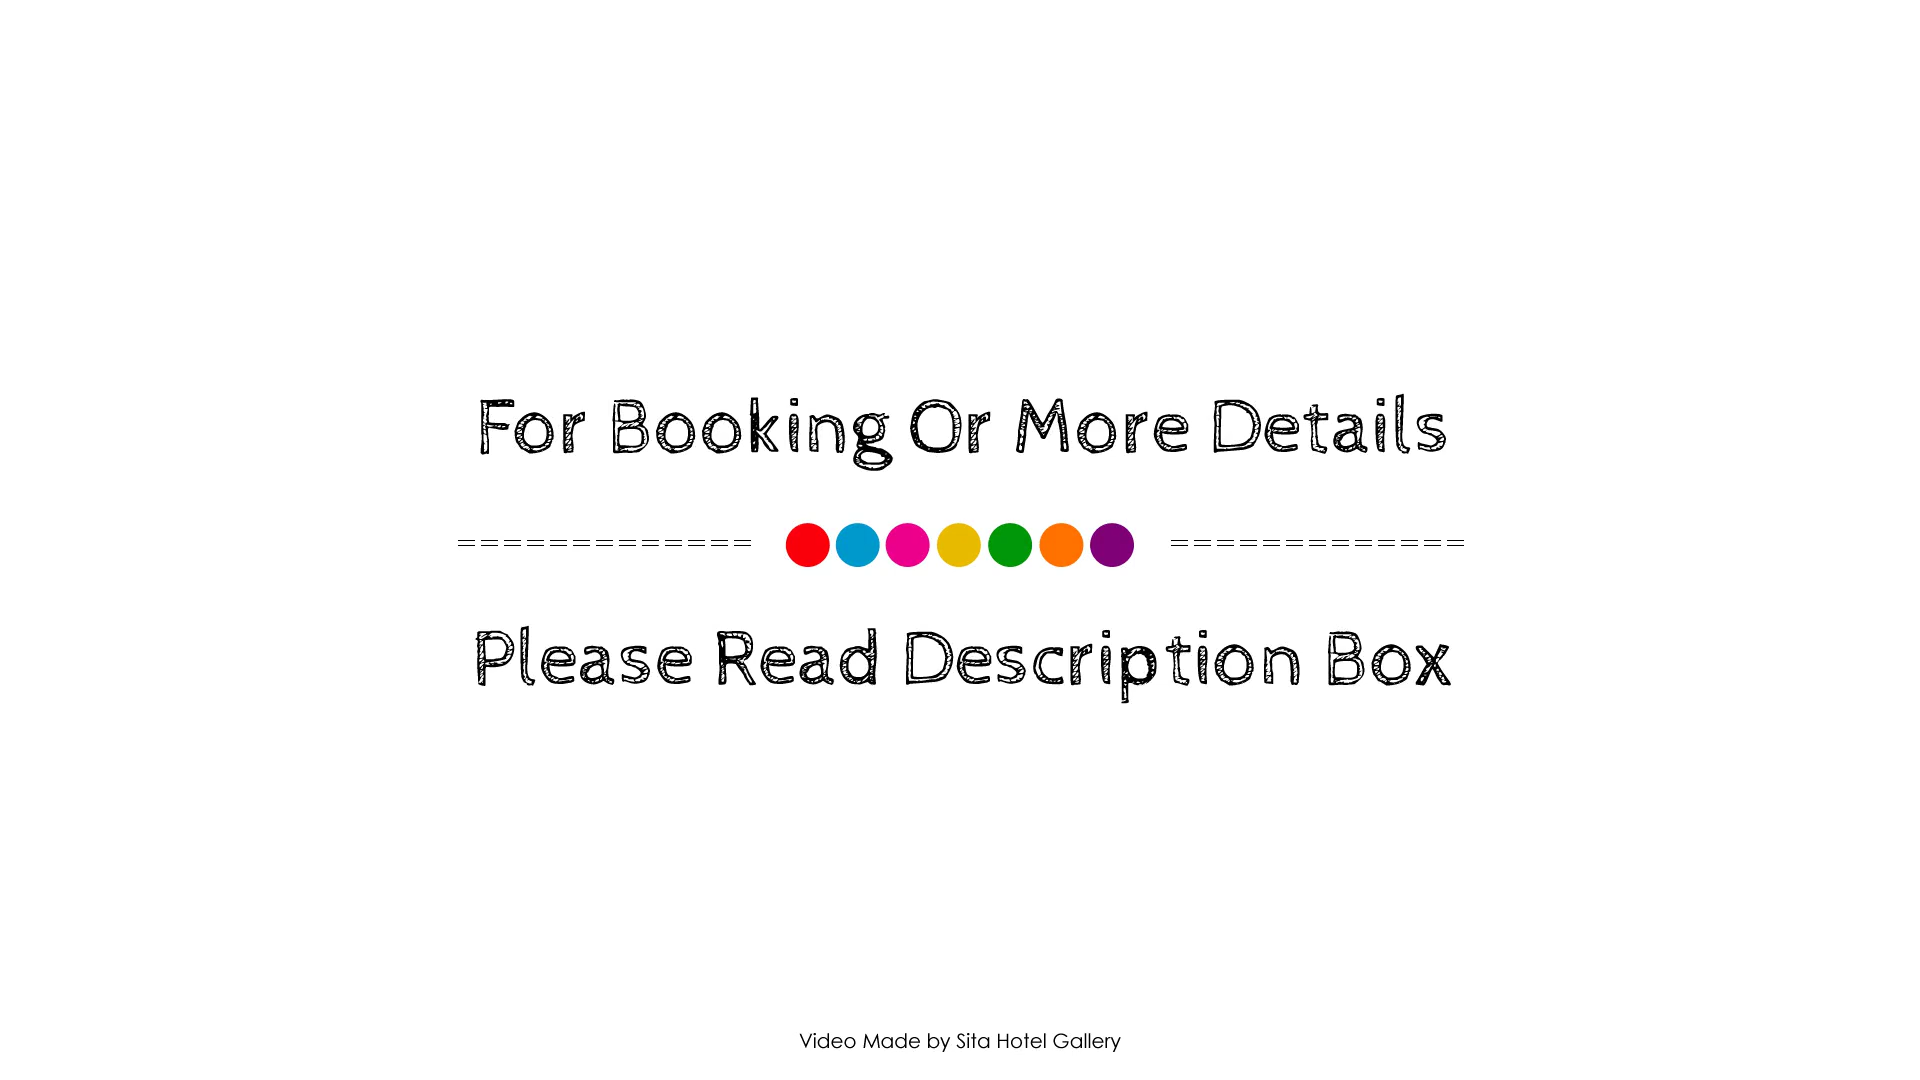 For Booking Or More Details
============= =============
Please Read Description Box
Video Made by Sita Hotel Gallery